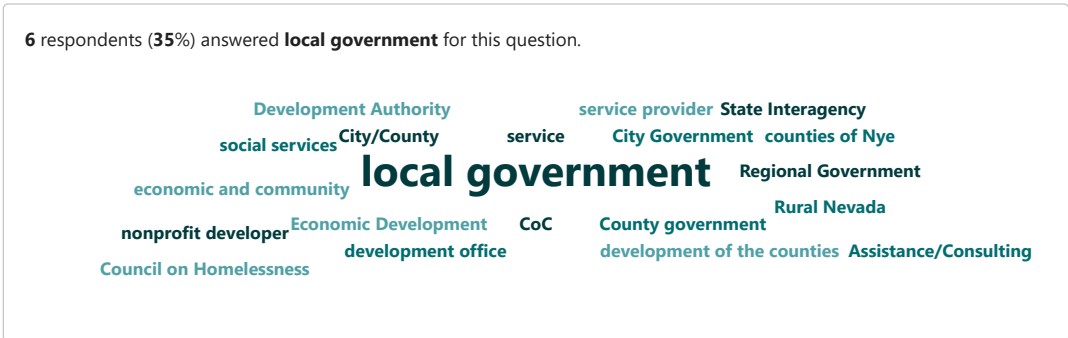 6 respondents (35%) answered local government for this question.
Development Authority service provider State Interagency
social services City/County service City Government counties of Nye
local government Regional Government
economic and community
Rural Nevada
nonprofit developer Economic Development CoC County government
development office development of the counties Assistance/Consulting
Council on Homelessness